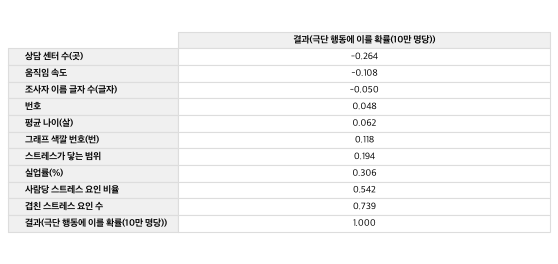 결과(극단 행동에 이를 확률(10만 명당))
상담 센터 수(곳) -0.264
움직임 속도 -0.108
조사자 이름 글자 수(글자) -0.050
번호 0.048
평균 나이(살) 0.062
그래프 색깔 번호(번) 0.118
스트레스가 닿는 범위 0.194
실업률(%) 0.306
사람당 스트레스 요인 비율 0.542
겹친 스트레스 요인 수 0.739
결과(극단 행동에 이를 확률(10만 명당)) 1.000